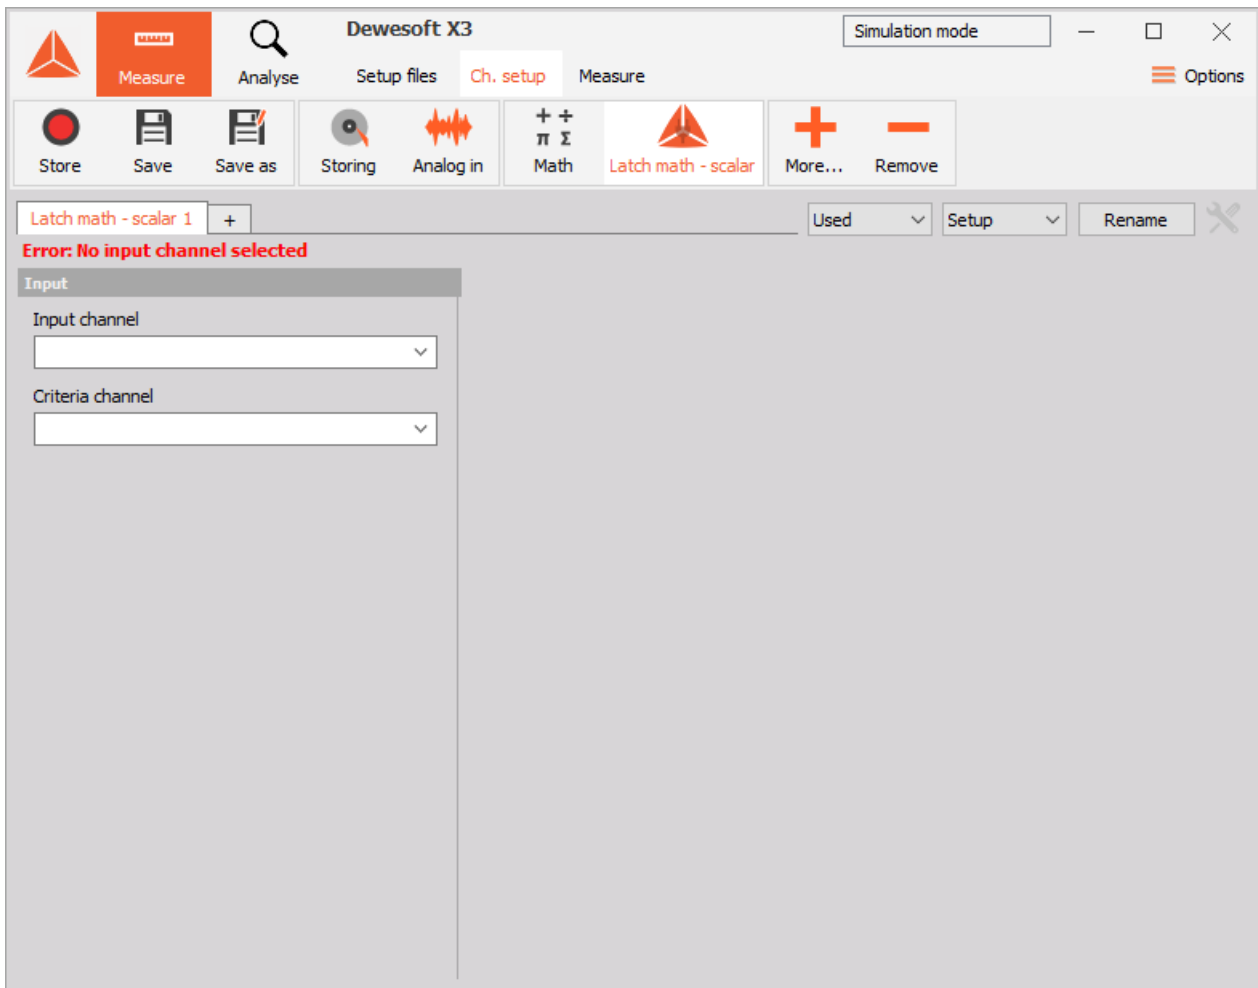 Dewesoft X3
Simulation mode
Measure
Analyse
Setup files
Ch. setup
Measure
Options
+ ÷
π Σ
Store
Save
Save as
Storing
Analog in
Math
Latch math - scalar
More...
Remove
Latch math - scalar 1
+
Used
Setup
Rename
Error: No input channel selected
Input
Input channel
Criteria channel